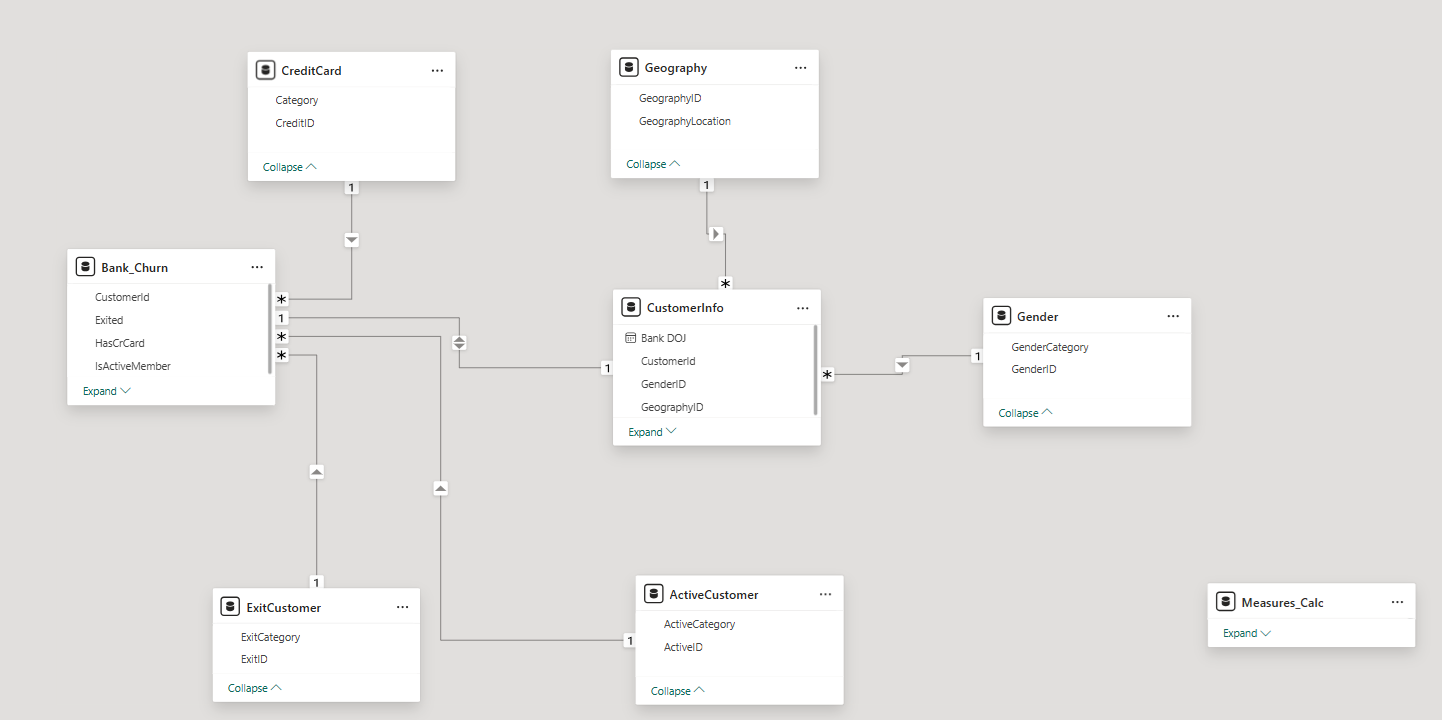 CreditCard
Category
CreditID
Collapse
1
Geography
GeographyID
GeographyLocation
Collapse
1
Bank_Churn
CustomerId
Exited
HasCrCard
IsActiveMember
Expand
*
1
*
*
*
CustomerInfo
Bank DOJ
CustomerId
GenderID
GeographyID
Expand
1
*
Gender
GenderCategory
GenderID
Collapse
1
ExitCustomer
ExitCategory
ExitID
Collapse
1
ActiveCustomer
ActiveCategory
ActiveID
Collapse
1
Measures_Calc
Expand